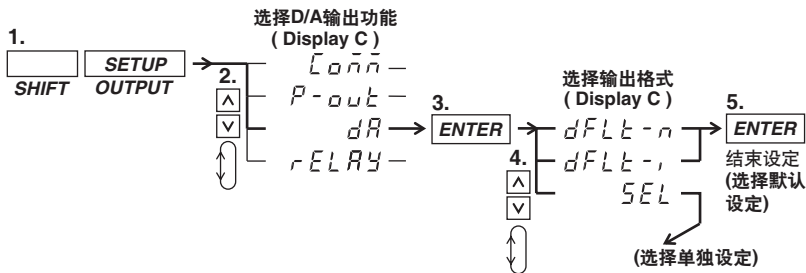 选择D/A输出功能
( Display C )
1.
SETUP
SHIFT
OUTPUT
2.
Comm
P-out
dA
rELAY
3.
ENTER
4.
选择输出格式
( Display C )
dFLt-n
dFLt-i
SEL
5.
ENTER
结束设定
(选择默认
设定)
(选择单独设定)